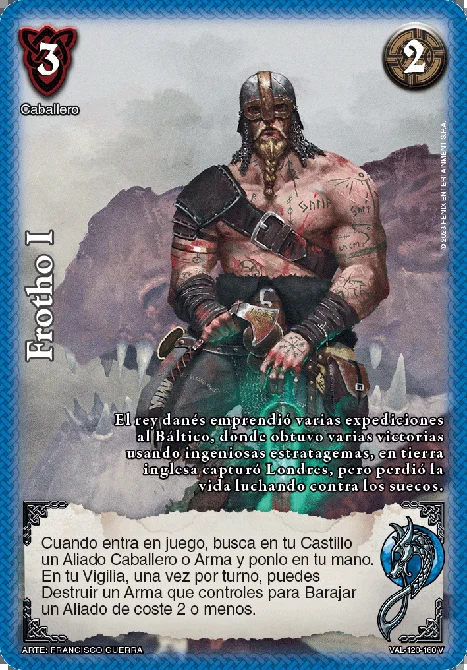 3
2
Caballero
© 2023 FENIX ENTERTAINMENT S.P.A.
Frotho I
El rey danés emprendió varias expediciones
al Báltico, donde obtuvo varias victorias
usando ingeniosas estratagemas, en tierra
inglesa capturó Londres, pero perdió la
vida luchando contra los suecos.
Cuando entra en juego, busca en tu Castillo
un Aliado Caballero o Arma y ponlo en tu mano.
En tu Vigilia, una vez por turno, puedes
Destruir un Arma que controles para Barajar
un Aliado de coste 2 o menos.
ARTE: FRANCISCO GUERRA
VAL-120-160 V